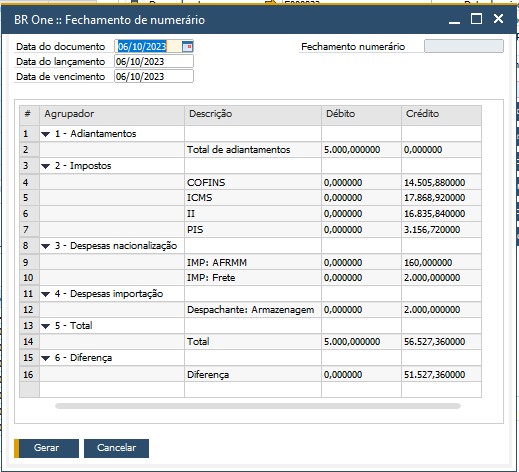 BR One :: Fechamento de numerário
Data do documento 06/10/2023 Fechamento numerário
Data do lançamento 06/10/2023
Data de vencimento 06/10/2023
# Agrupador Descrição Débito Crédito
1 1 - Adiantamentos
2 Total de adiantamentos 5.000,000000 0,000000
3 2 - Impostos
4 COFINS 0,000000 14.505,880000
5 ICMS 0,000000 17.868,920000
6 II 0,000000 16.835,840000
7 PIS 0,000000 3.156,720000
8 3 - Despesas nacionalização
9 IMP: AFRMM 0,000000 160,000000
10 IMP: Frete 0,000000 2.000,000000
11 4 - Despesas importação
12 Despachante: Armazenagem 0,000000 2.000,000000
13 5 - Total
14 Total 5.000,000000 56.527,360000
15 6 - Diferença
16 Diferença 0,000000 51.527,360000
Gerar Cancelar